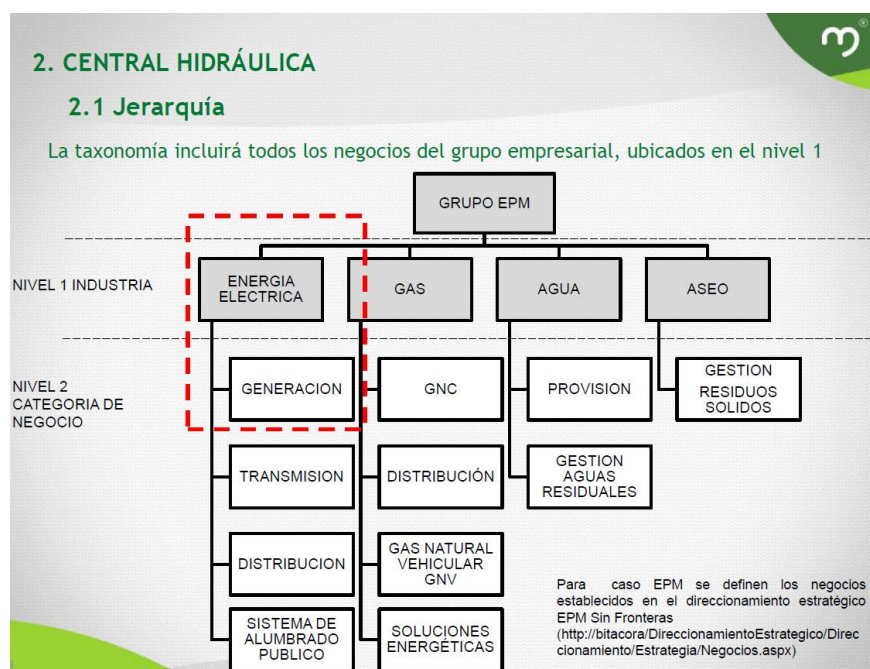 2. CENTRAL HIDRÁULICA
2.1 Jerarquía
La taxonomía incluirá todos los negocios del grupo empresarial, ubicados en el nivel 1
GRUPO EPM
NIVEL 1 INDUSTRIA
ENERGIA
ELECTRICA
GAS
AGUA
ASEO
NIVEL 2
CATEGORIA DE
NEGOCIO
GENERACION
GNC
PROVISION
GESTION
RESIDUOS
SOLIDOS
TRANSMISION
DISTRIBUCIÓN
GESTION
AGUAS
RESIDUALES
DISTRIBUCION
GAS NATURAL
VEHICULAR
GNV
SISTEMA DE
ALUMBRADO
PUBLICO
SOLUCIONES
ENERGÉTICAS
Para caso EPM se definen los negocios
establecidos en el direccionamiento estratégico
EPM Sin Fronteras
(http://bitacora/DireccionamientoEstrategico/Direc
cionamiento/Estrategia/Negocios.aspx)